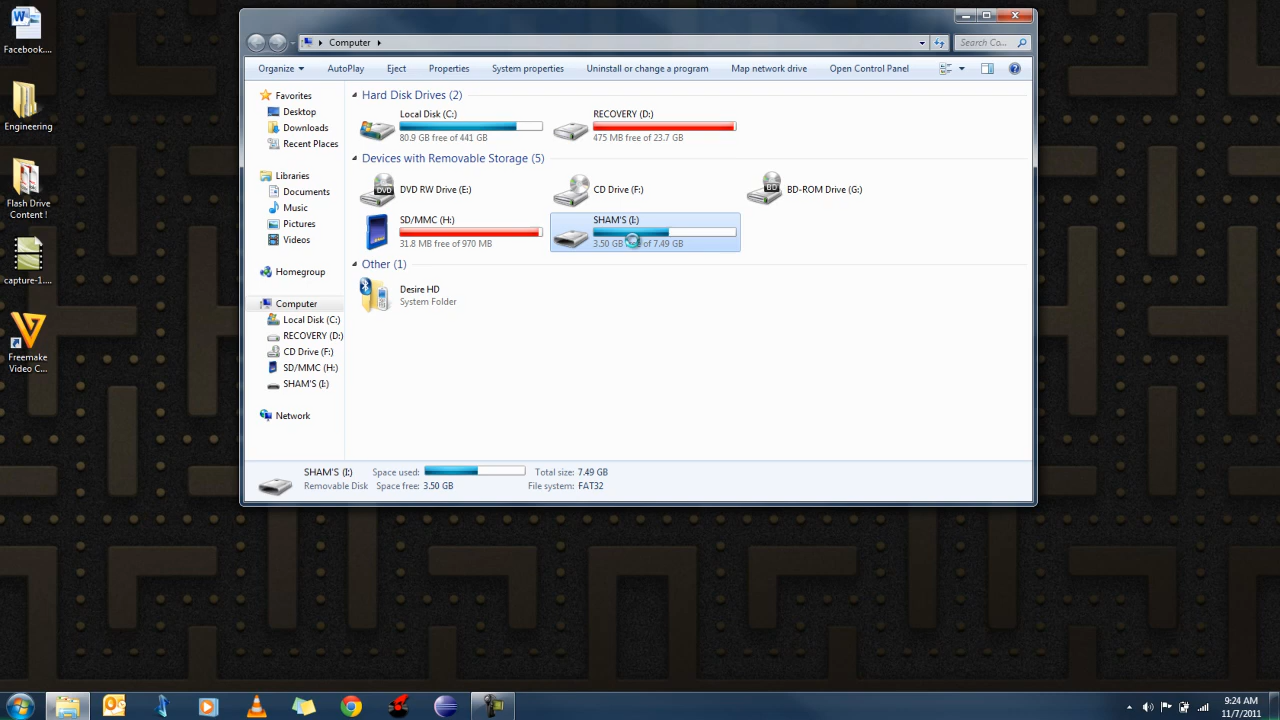 Facebook....
Engineering
Flash Drive
Content !
capture-1....
Freemake
Video C...
Computer
Search Co...
Organize
AutoPlay
Eject
Properties
System properties
Uninstall or change a program
Map network drive
Open Control Panel
Favorites
Desktop
Downloads
Recent Places
Libraries
Documents
Music
Pictures
Videos
Homegroup
Computer
Local Disk (C:)
RECOVERY (D:)
CD Drive (F:)
SD/MMC (H:)
SHAM'S (I:)
Network
Hard Disk Drives (2)
Local Disk (C:)
80.9 GB free of 441 GB
RECOVERY (D:)
475 MB free of 23.7 GB
Devices with Removable Storage (5)
DVD
DVD RW Drive (E:)
CD Drive (F:)
BD
BD-ROM Drive (G:)
SD/MMC (H:)
31.8 MB free of 970 MB
SHAM'S (I:)
3.50 GB of 7.49 GB
Other (1)
Desire HD
System Folder
SHAM'S (I:)
Space used:
Total size: 7.49 GB
Removable Disk
Space free: 3.50 GB
File system: FAT32
9:24 AM
11/7/2011